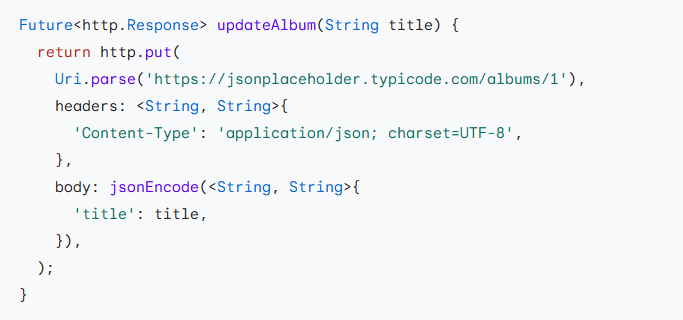 Future<http.Response> updateAlbum(String title) {
  return http.put(
    Uri.parse('https://jsonplaceholder.typicode.com/albums/1'),
    headers: <String, String>{
      'Content-Type': 'application/json; charset=UTF-8',
    },
    body: jsonEncode(<String, String>{
      'title': title,
    }),
  );
}